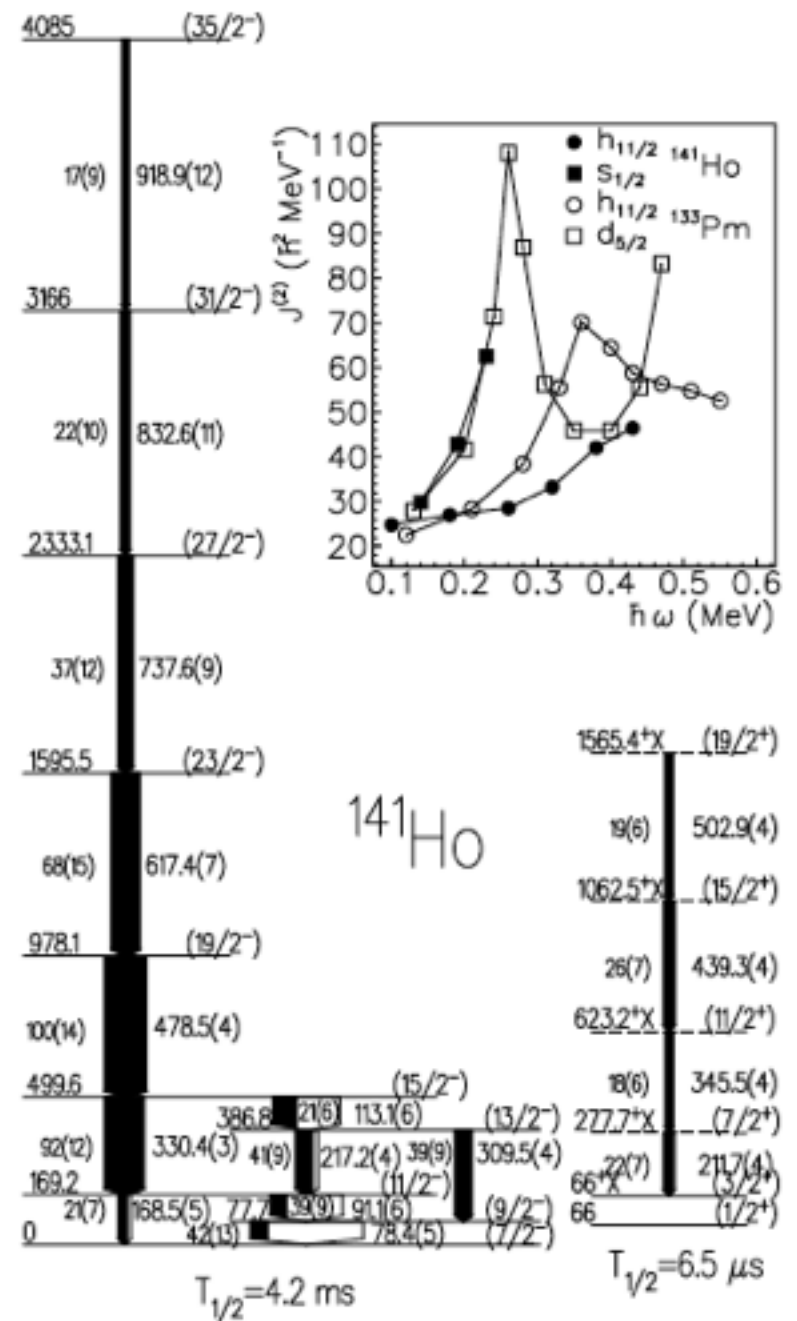 4085 (35/2⁻)
17(9) 918.9(12)
3166 (31/2⁻)
22(10) 832.6(11)
2333.1 (27/2⁻)
37(12) 737.6(9)
1595.5 (23/2⁻)
68(15) 617.4(7)
978.1 (19/2⁻)
100(14) 478.5(4)
499.6 (15/2⁻)
386.8 21(6) 113.1(6) (13/2⁻)
92(12) 330.4(3) 41(9) 217.2(4) 39(9) 309.5(4)
169.2 (11/2⁻)
21(7) 168.5(5) 77.7 39(9) 91.1(6) (9/2⁻)
0 42(13) 78.4(5) (7/2⁻)
T₁/₂=4.2 ms
J⁽²⁾ (ħ² MeV⁻¹)
110
100
90
80
70
60
50
40
30
20
0.1 0.2 0.3 0.4 0.5 0.6
ħω (MeV)
h₁₁/₂ ¹⁴¹Ho
s₁/₂
h₁₁/₂ ¹³³Pm
d₅/₂
¹⁴¹Ho
1565.4+X (19/2⁺)
19(6) 502.9(4)
1062.5+X (15/2⁺)
26(7) 439.3(4)
623.2+X (11/2⁺)
18(6) 345.5(4)
277.7+X (7/2⁺)
22(7) 211.7(4)
66+X (3/2⁺)
66 (1/2⁺)
T₁/₂=6.5 μs